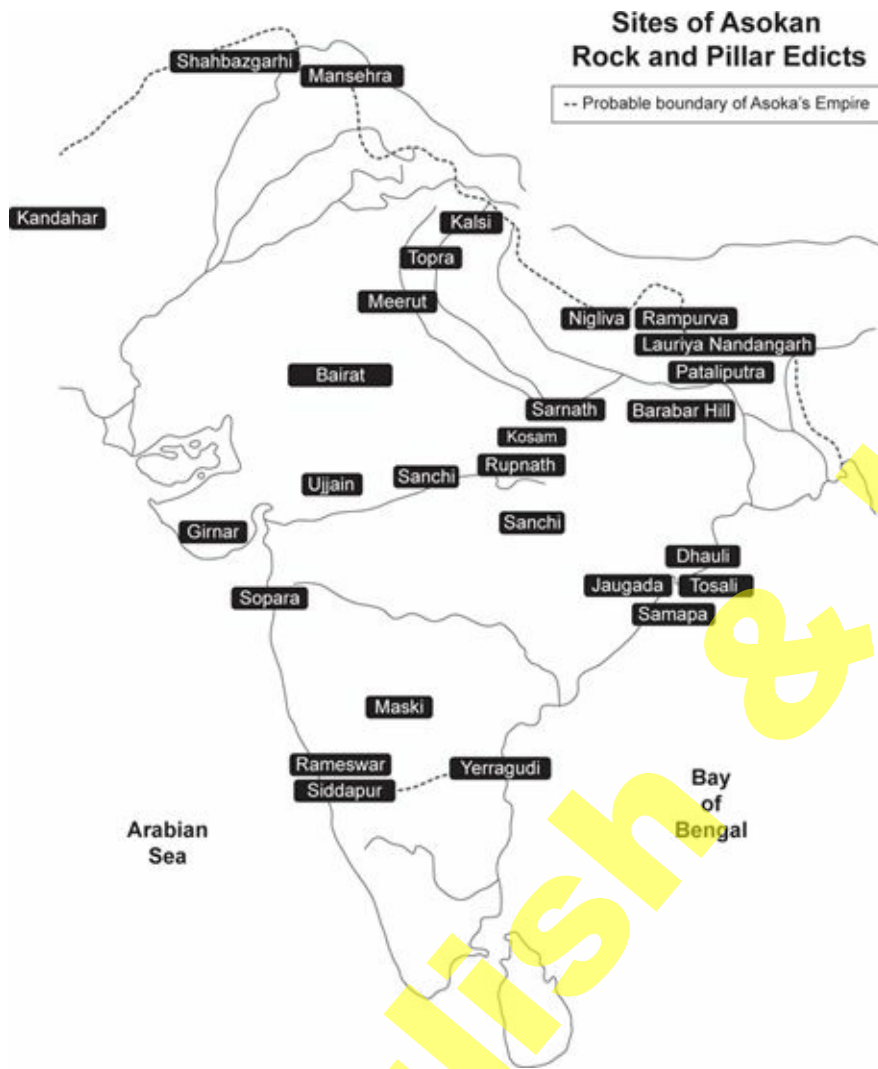 Sites of Asokan
Rock and Pillar Edicts
-- Probable boundary of Asoka's Empire
Shahbazgarhi
Mansehra
Kandahar
Kalsi
Topra
Meerut
Nigliva
Rampurva
Lauriya Nandangarh
Pataliputra
Bairat
Sarnath
Barabar Hill
Kosam
Rupnath
Sanchi
Ujjain
Sanchi
Girnar
Dhauli
Jaugada
Tosali
Sopara
Samapa
Maski
Rameswar
Yerragudi
Siddapur
Bay
of
Bengal
Arabian
Sea
&
lish